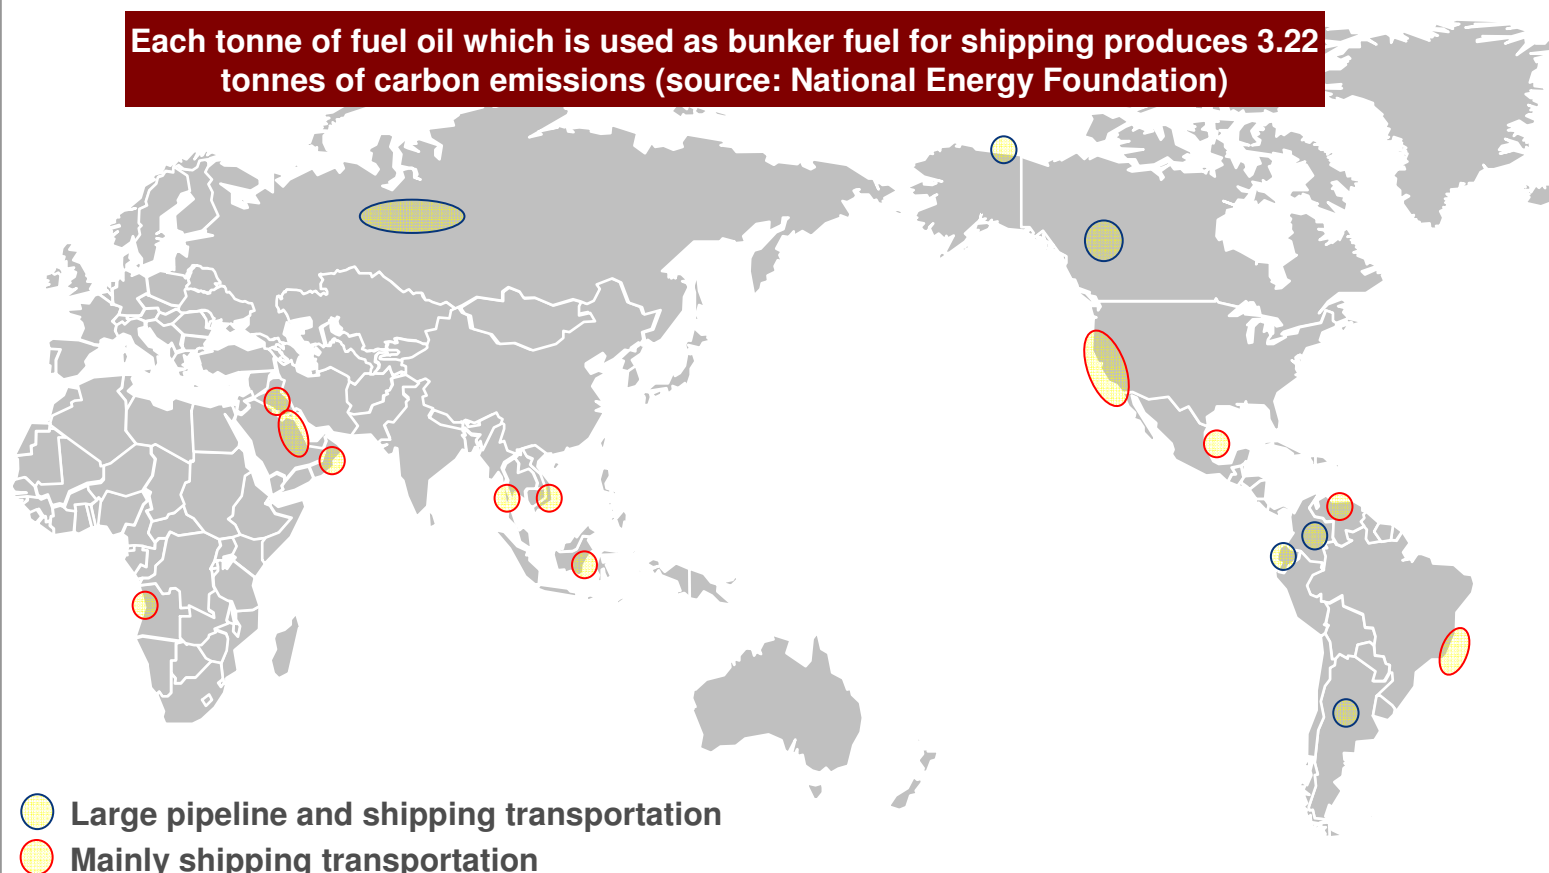 Each tonne of fuel oil which is used as bunker fuel for shipping produces 3.22
tonnes of carbon emissions (source: National Energy Foundation)
Large pipeline and shipping transportation
Mainly shipping transportation